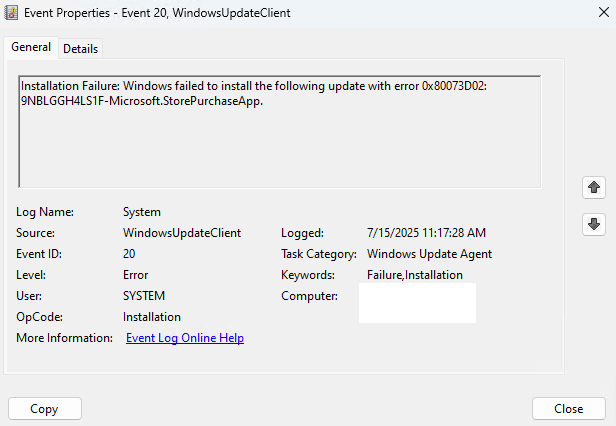 Event Properties - Event 20, WindowsUpdateClient
General Details
Installation Failure: Windows failed to install the following update with error 0x80073D02:
9NBLGGH4LS1F-Microsoft.StorePurchaseApp.
Log Name: System
Source: WindowsUpdateClient Logged: 7/15/2025 11:17:28 AM
Event ID: 20 Task Category: Windows Update Agent
Level: Error Keywords: Failure,Installation
User: SYSTEM Computer:
OpCode: Installation
More Information: Event Log Online Help
Copy Close